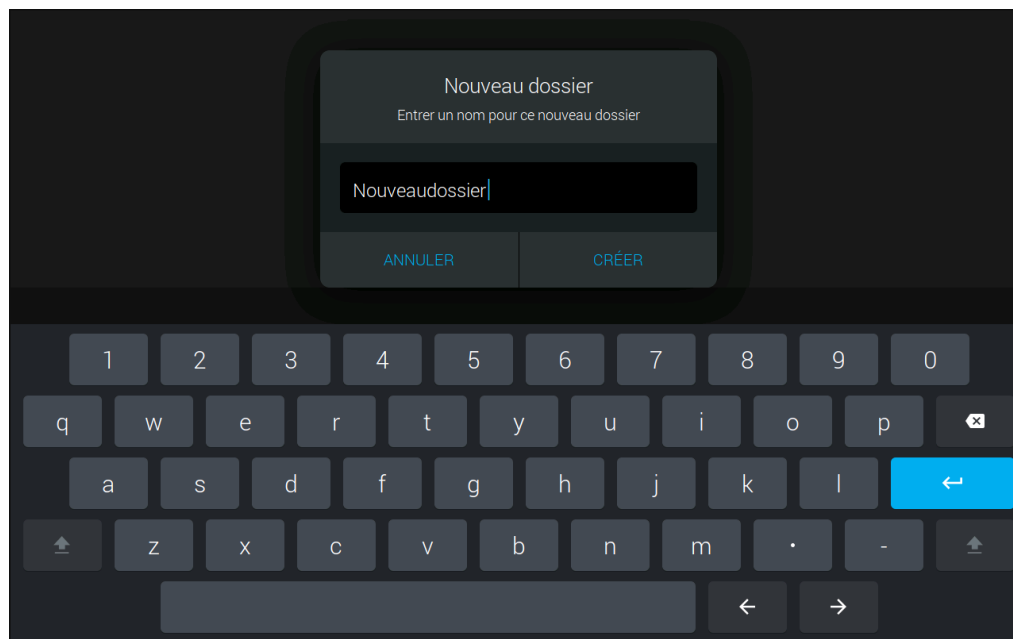 Nouveau dossier
Entrer un nom pour ce nouveau dossier
Nouveaudossier
ANNULER CRÉER
1 2 3 4 5 6 7 8 9 0
q w e r t y u i o p
a s d f g h j k l
z x c v b n m . -